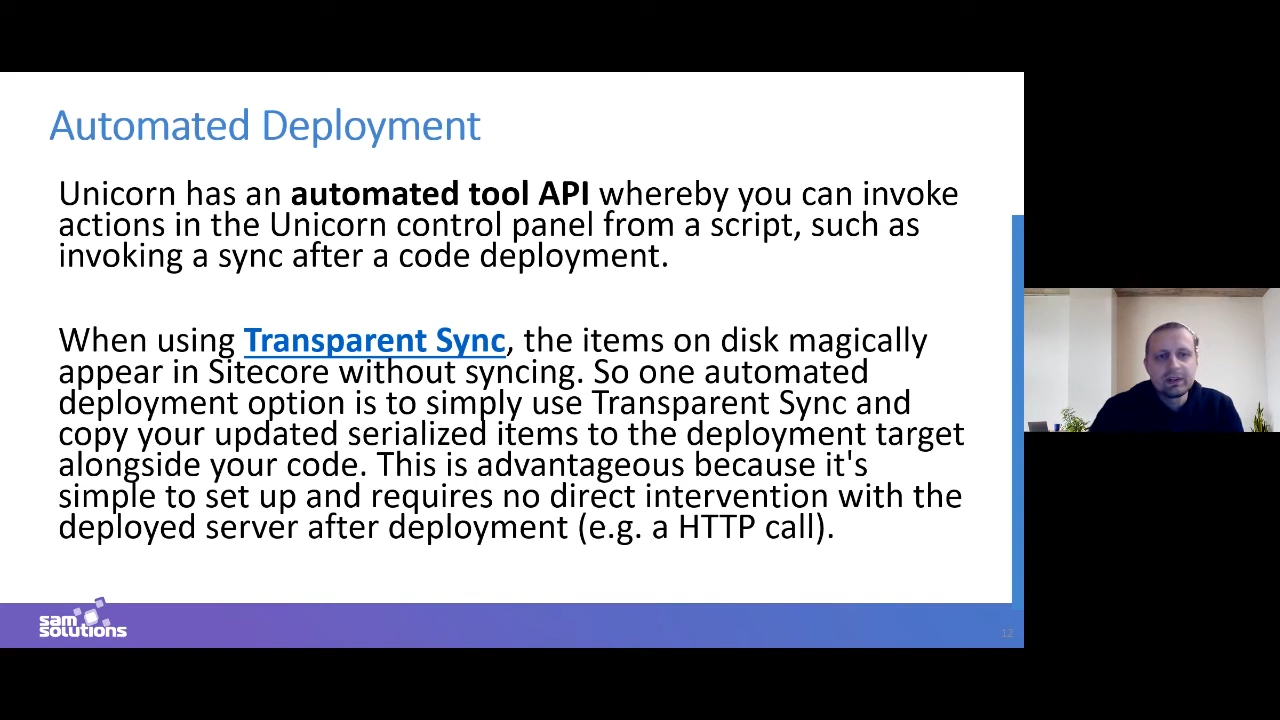 Automated Deployment
Unicorn has an automated tool API whereby you can invoke
actions in the Unicorn control panel from a script, such as
invoking a sync after a code deployment.
When using Transparent Sync, the items on disk magically
appear in Sitecore without syncing. So one automated
deployment option is to simply use Transparent Sync and
copy your updated serialized items to the deployment target
alongside your code. This is advantageous because it's
simple to set up and requires no direct intervention with the
deployed server after deployment (e.g. a HTTP call).
sam
solutions
12